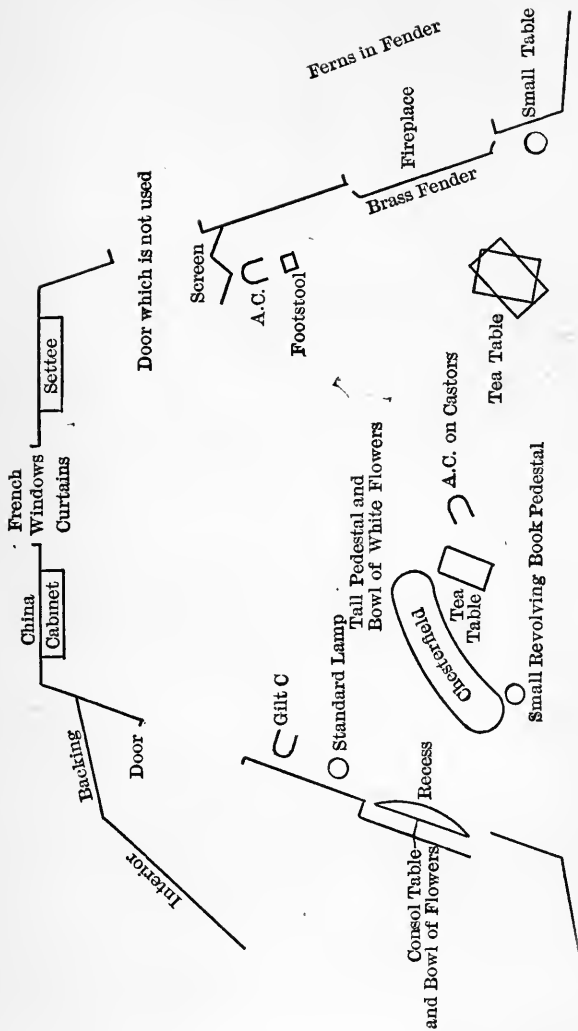 French
Windows
Curtains
China
Cabinet
Settee
Door which is not used
Backing
Door
Interior
Screen
A.C.
Footstool
Ferns in Fender
Fireplace
Brass Fender
Small Table
Gilt C
Standard Lamp
Tall Pedestal and
Bowl of White Flowers
Recess
Consol Table
and Bowl of Flowers
Chesterfield
Tea
Table
A.C. on Castors
Tea Table
Small Revolving Book Pedestal